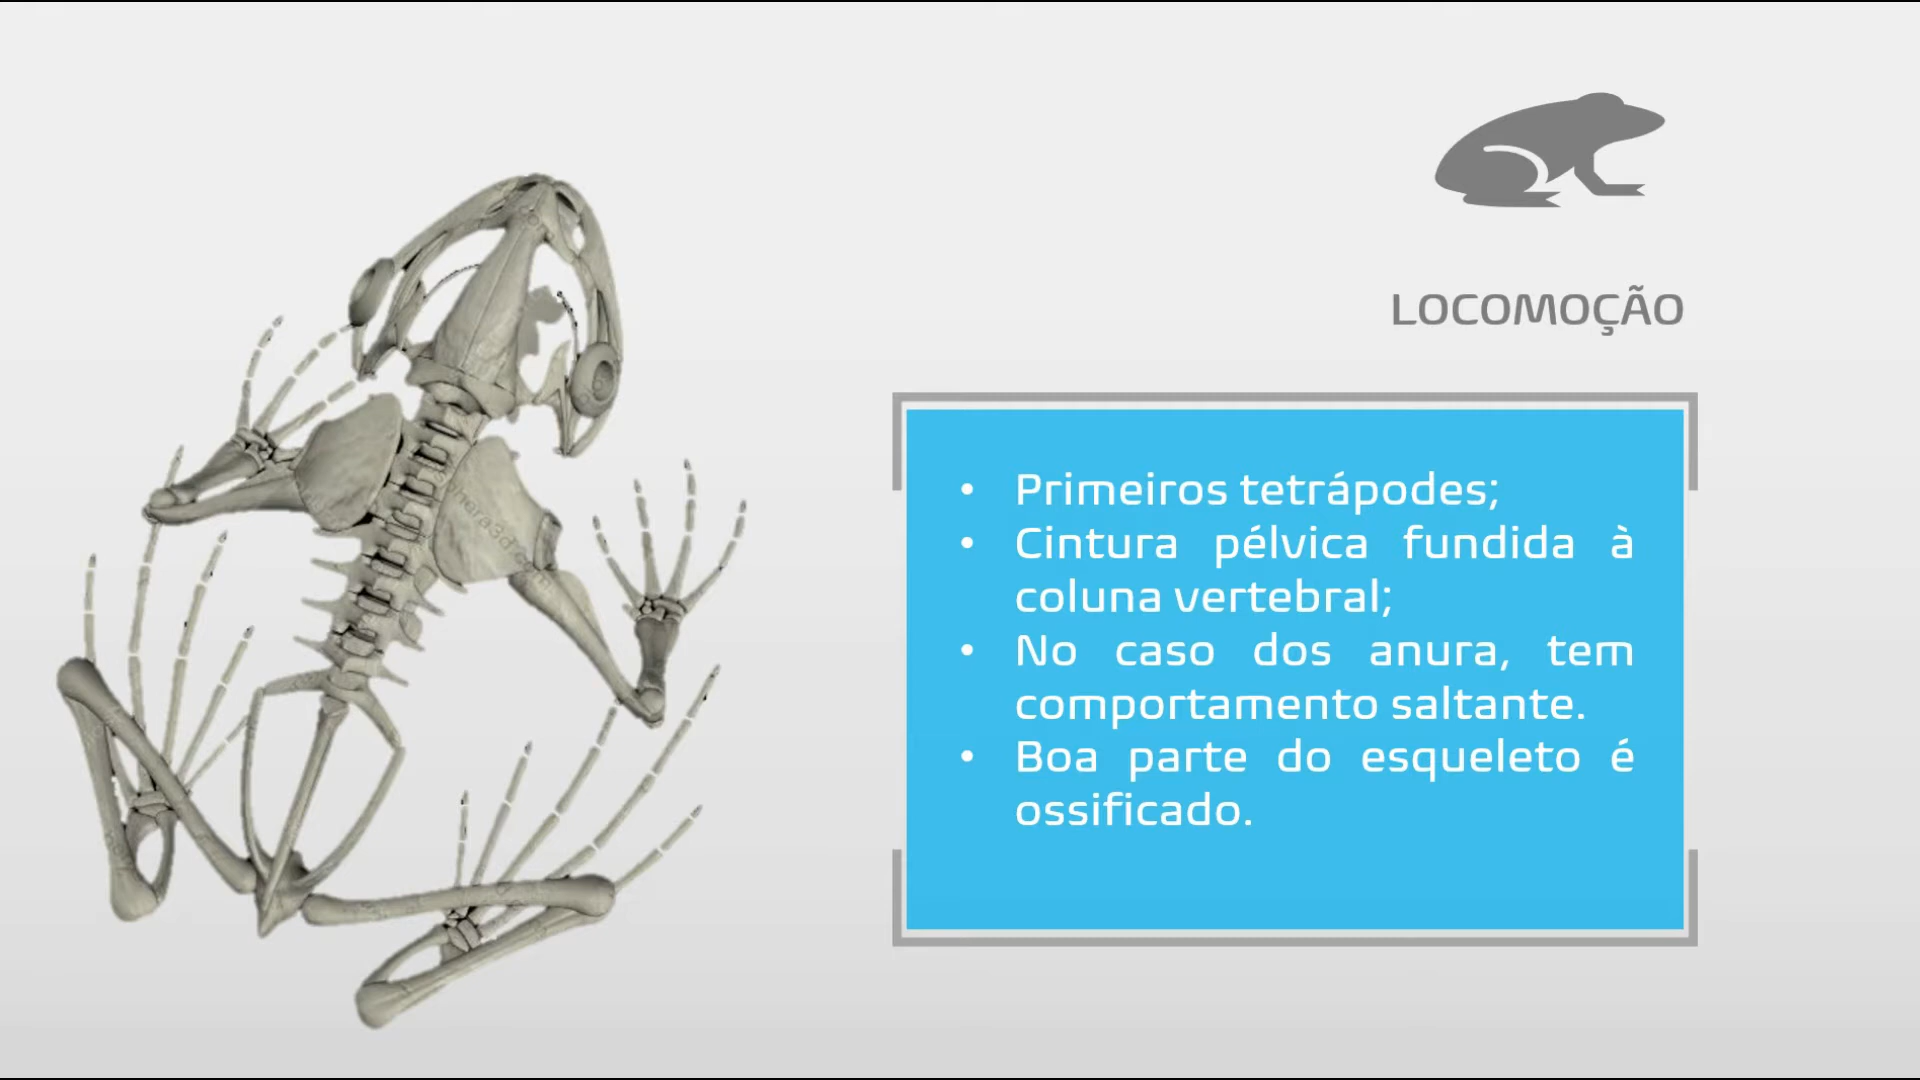 LOCOMOÇÃO
• Primeiros tetrápodes;
• Cintura pélvica fundida à
coluna vertebral;
• No caso dos anura, tem
comportamento saltante.
• Boa parte do esqueleto é
ossificado.